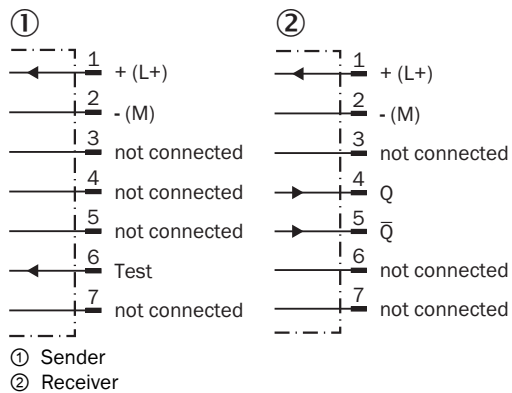 ① ②
1 + (L+)
2 - (M)
3 not connected
4 not connected
5 not connected
6 Test
7 not connected
1 + (L+)
2 - (M)
3 not connected
4 Q
5 Q̅
6 not connected
7 not connected
① Sender
② Receiver